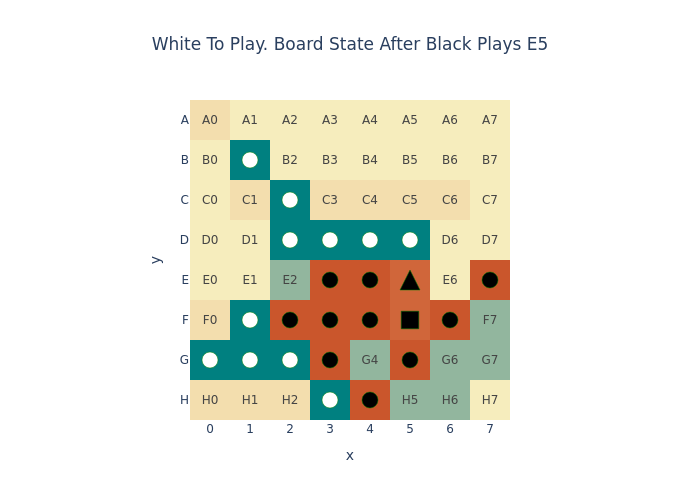 White To Play. Board State After Black Plays E5
A A0 A1 A2 A3 A4 A5 A6 A7
B B0 B2 B3 B4 B5 B6 B7
C C0 C1 C3 C4 C5 C6 C7
D D0 D1 D6 D7
E E0 E1 E2 E6
F F0 F7
G G4 G6 G7
H H0 H1 H2 H5 H6 H7
0 1 2 3 4 5 6 7
x
y